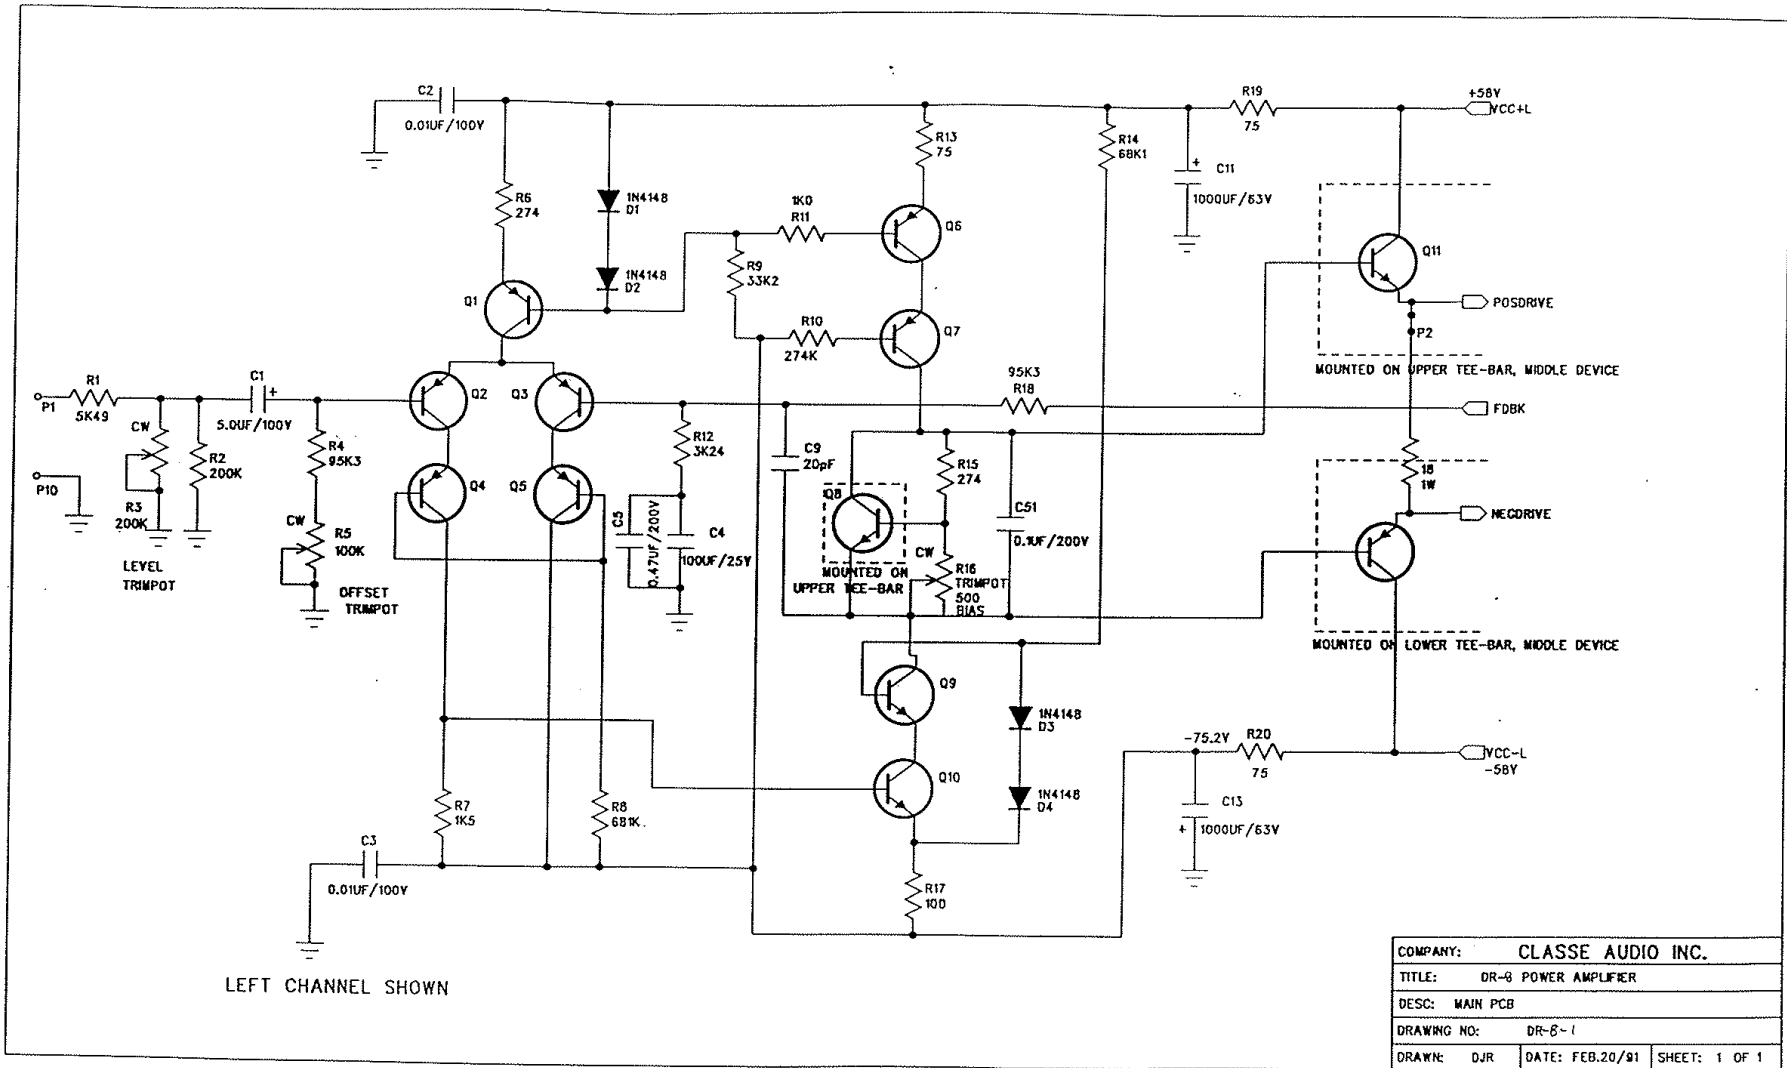 C2
0.01UF/100V
R19
75
+58V
VCC+L
R13
75
R14
68K1
C11
+
1000UF/63V
R6
274
1N4148
D1
1K0
R11
Q6
Q11
R9
33K2
1N4148
D2
Q1
POSDRIVE
R10
274K
Q7
P2
MOUNTED ON UPPER TEE-BAR, MIDDLE DEVICE
95K3
R18
FDBK
R1
5K49
P1
C1
+
5.0UF/100V
Q2
Q3
CW
R2
200K
R4
95K3
R12
3K24
C9
20pF
R15
274
P10
R3
200K
LEVEL
TRIMPOT
Q4
Q5
Q8
C51
0.1UF/200V
18
1W
NEGDRIVE
CW
R5
100K
OFFSET
TRIMPOT
C5
0.47UF/200V
C4
100UF/25V
CW
R16
TRIMPOT
500
BIAS
MOUNTED ON
UPPER TEE-BAR
MOUNTED ON LOWER TEE-BAR, MIDDLE DEVICE
Q9
1N4148
D3
-75.2V
R20
75
VCC-L
-58V
Q10
1N4148
D4
C13
+
1000UF/63V
R7
1K5
R8
681K
C3
0.01UF/100V
R17
100
LEFT CHANNEL SHOWN
COMPANY: CLASSE AUDIO INC.
TITLE: DR-8 POWER AMPLIFIER
DESC: MAIN PCB
DRAWING NO: DR-8-1
DRAWN: DJR DATE: FEB.20/91 SHEET: 1 OF 1